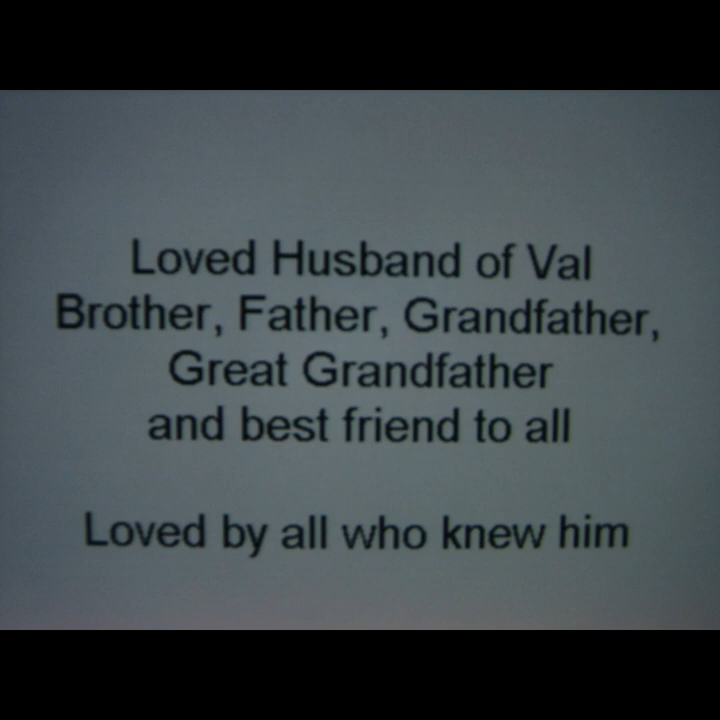 Loved Husband of Val
Brother, Father, Grandfather,
Great Grandfather
and best friend to all
Loved by all who knew him